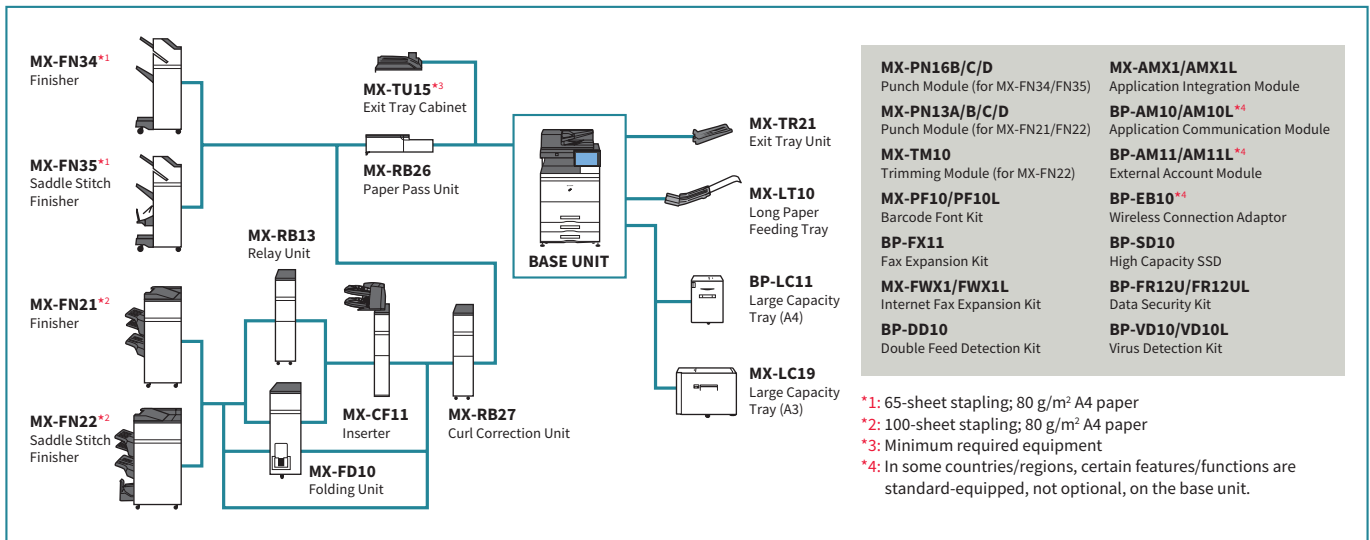 MX-FN34*1
Finisher
MX-TU15*3
Exit Tray Cabinet
MX-FN35*1
Saddle Stitch
Finisher
MX-RB26
Paper Pass Unit
MX-RB13
Relay Unit
MX-FN21*2
Finisher
MX-FN22*2
Saddle Stitch
Finisher
MX-CF11
Inserter
MX-RB27
Curl Correction Unit
MX-FD10
Folding Unit
BASE UNIT
MX-TR21
Exit Tray Unit
MX-LT10
Long Paper
Feeding Tray
BP-LC11
Large Capacity
Tray (A4)
MX-LC19
Large Capacity
Tray (A3)
MX-PN16B/C/D
Punch Module (for MX-FN34/FN35)
MX-PN13A/B/C/D
Punch Module (for MX-FN21/FN22)
MX-TM10
Trimming Module (for MX-FN22)
MX-PF10/PF10L
Barcode Font Kit
BP-FX11
Fax Expansion Kit
MX-FWX1/FWX1L
Internet Fax Expansion Kit
BP-DD10
Double Feed Detection Kit
MX-AMX1/AMX1L
Application Integration Module
BP-AM10/AM10L*4
Application Communication Module
BP-AM11/AM11L*4
External Account Module
BP-EB10*4
Wireless Connection Adaptor
BP-SD10
High Capacity SSD
BP-FR12U/FR12UL
Data Security Kit
BP-VD10/VD10L
Virus Detection Kit
*1: 65-sheet stapling; 80 g/m² A4 paper
*2: 100-sheet stapling; 80 g/m² A4 paper
*3: Minimum required equipment
*4: In some countries/regions, certain features/functions are
standard-equipped, not optional, on the base unit.